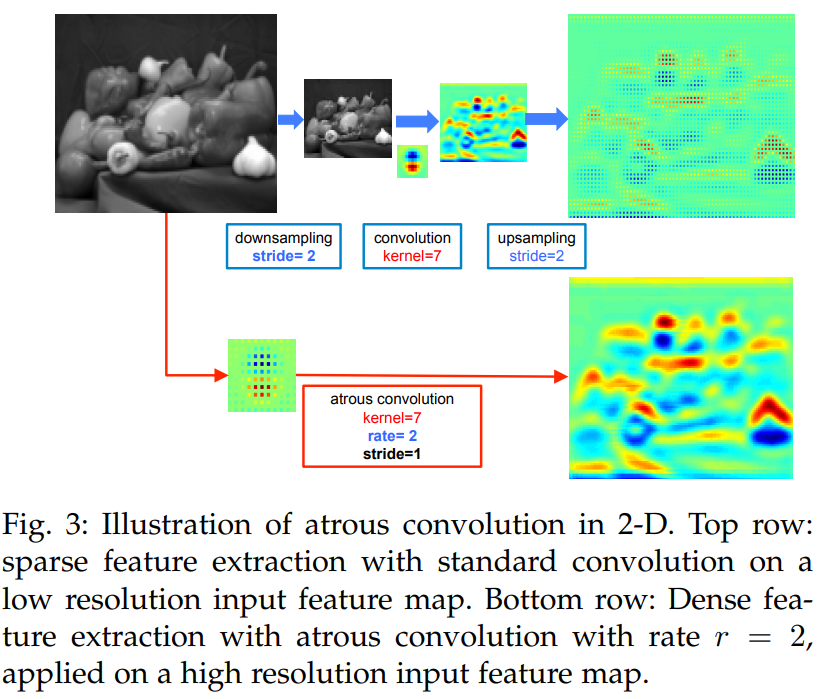 downsampling
stride= 2
convolution
kernel=7
upsampling
stride=2
atrous convolution
kernel=7
rate= 2
stride=1
Fig. 3: Illustration of atrous convolution in 2-D. Top row:
sparse feature extraction with standard convolution on a
low resolution input feature map. Bottom row: Dense fea-
ture extraction with atrous convolution with rate r = 2,
applied on a high resolution input feature map.